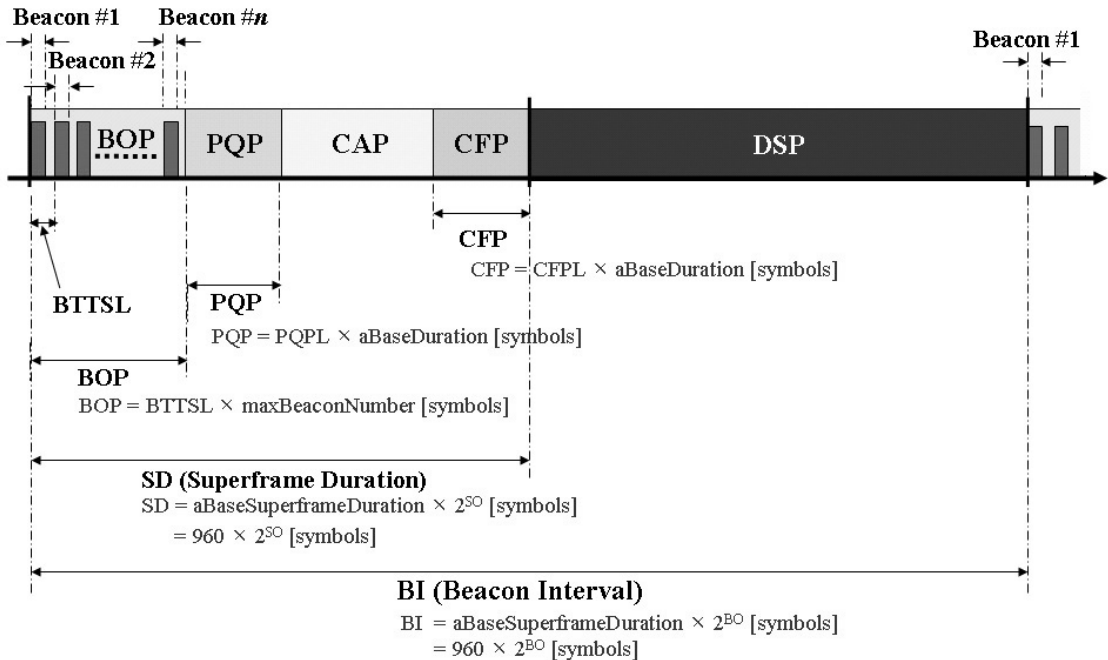 Beacon #1
Beacon #n
Beacon #2
Beacon #1
BOP
PQP
CAP
CFP
DSP
CFP
CFP = CFPL × aBaseDuration [symbols]
BTTSL
PQP
PQP = PQPL × aBaseDuration [symbols]
BOP
BOP = BTTSL × maxBeaconNumber [symbols]
SD (Superframe Duration)
SD = aBaseSuperframeDuration × 2^SO [symbols]
= 960 × 2^SO [symbols]
BI (Beacon Interval)
BI = aBaseSuperframeDuration × 2^BO [symbols]
= 960 × 2^BO [symbols]